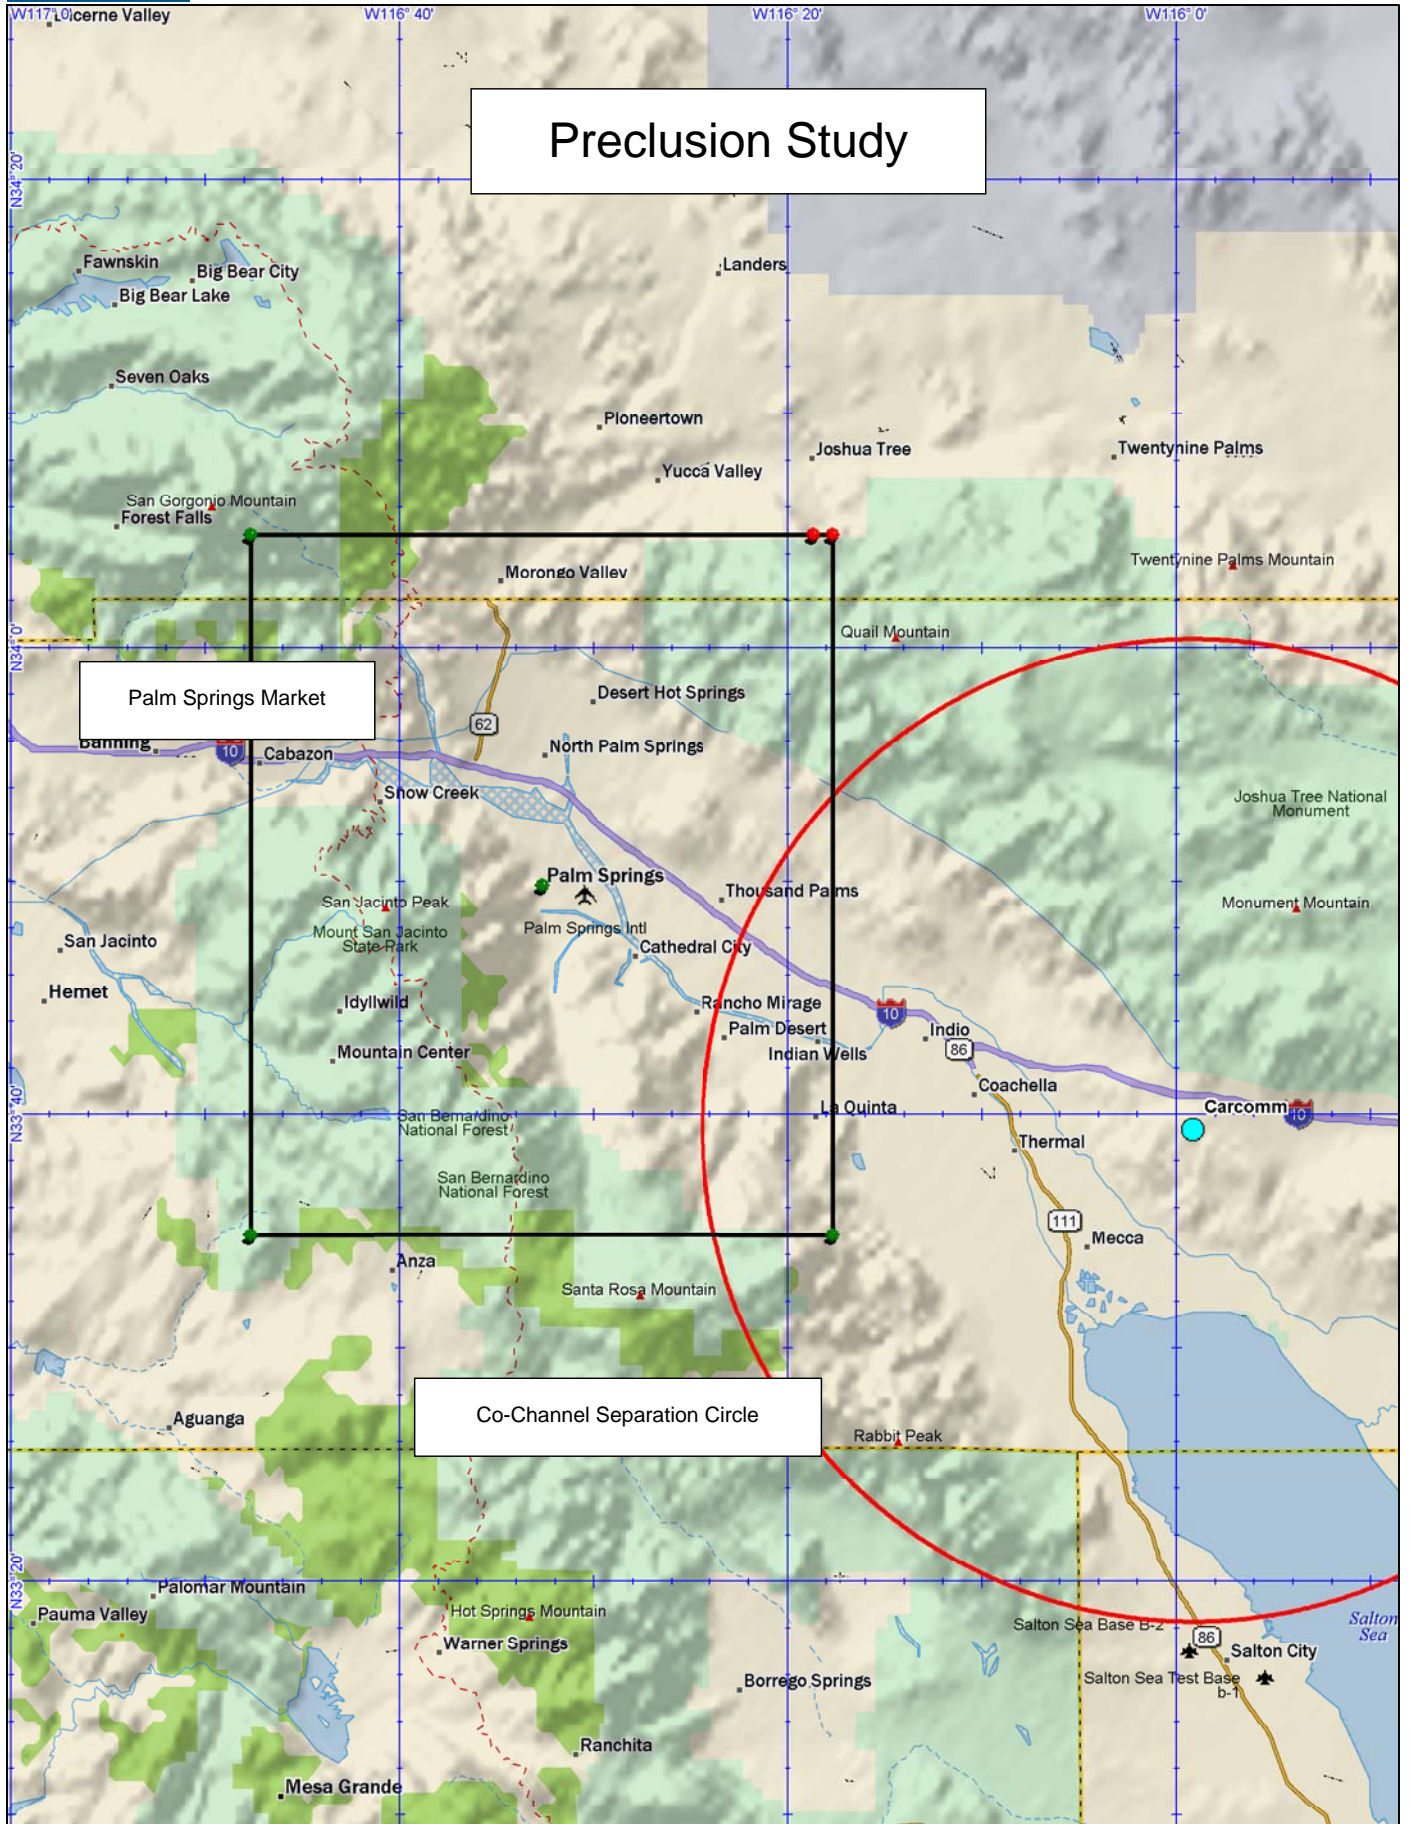 W117° 0'
Lucerne Valley
W116° 40'
W116° 20'
W116° 0'
Preclusion Study
N34° 20'
Fawnskin
Big Bear City
Landers
Big Bear Lake
Seven Oaks
Pioneertown
Joshua Tree
Twentynine Palms
Yucca Valley
San Gorgonio Mountain
Forest Falls
Morongo Valley
Twentynine Palms Mountain
Quail Mountain
N34° 0'
Palm Springs Market
Desert Hot Springs
62
Banning
10
Cabazon
North Palm Springs
Snow Creek
Joshua Tree National
Monument
Palm Springs
Thousand Palms
San Jacinto Peak
Monument Mountain
Mount San Jacinto
State Park
Palm Springs Intl
San Jacinto
Cathedral City
Hemet
Idyllwild
Rancho Mirage
10
Palm Desert
Indio
Mountain Center
Indian Wells
86
Coachella
N33° 40'
San Bernardino
National Forest
La Quinta
Carcomm
10
Thermal
San Bernardino
National Forest
111
Mecca
Anza
Santa Rosa Mountain
Co-Channel Separation Circle
Aguanga
Rabbit Peak
N33° 20'
Palomar Mountain
Pauma Valley
Hot Springs Mountain
Salton Sea Base B-2
Salton
Sea
Warner Springs
86
Salton City
Borrego Springs
Salton Sea Test Base
b-1
Ranchita
Mesa Grande